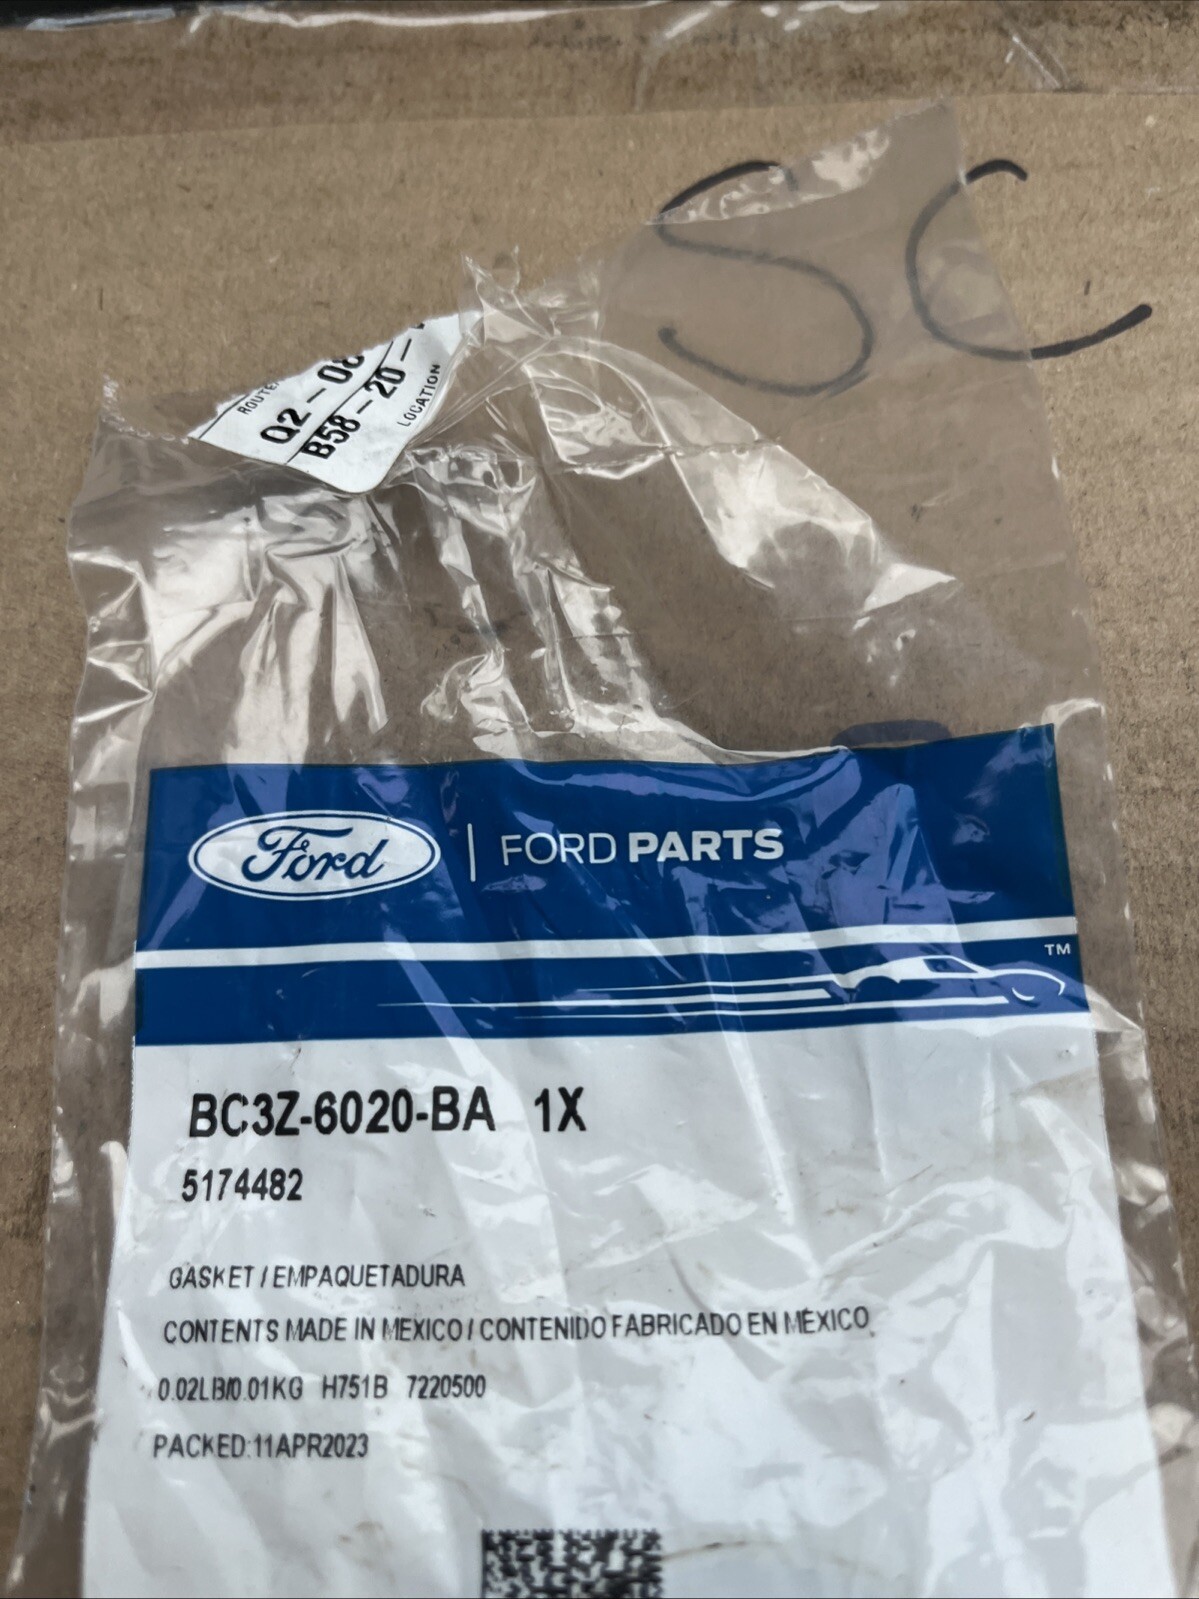 SC
Q2-08
B58-20-
LOCATION
Ford | FORD PARTS
TM
BC3Z-6020-BA 1X
5174482
GASKET / EMPAQUETADURA
CONTENTS MADE IN MEXICO / CONTENIDO FABRICADO EN MÉXICO
0.02LB/0.01KG H751B 7220500
PACKED:11APR2023